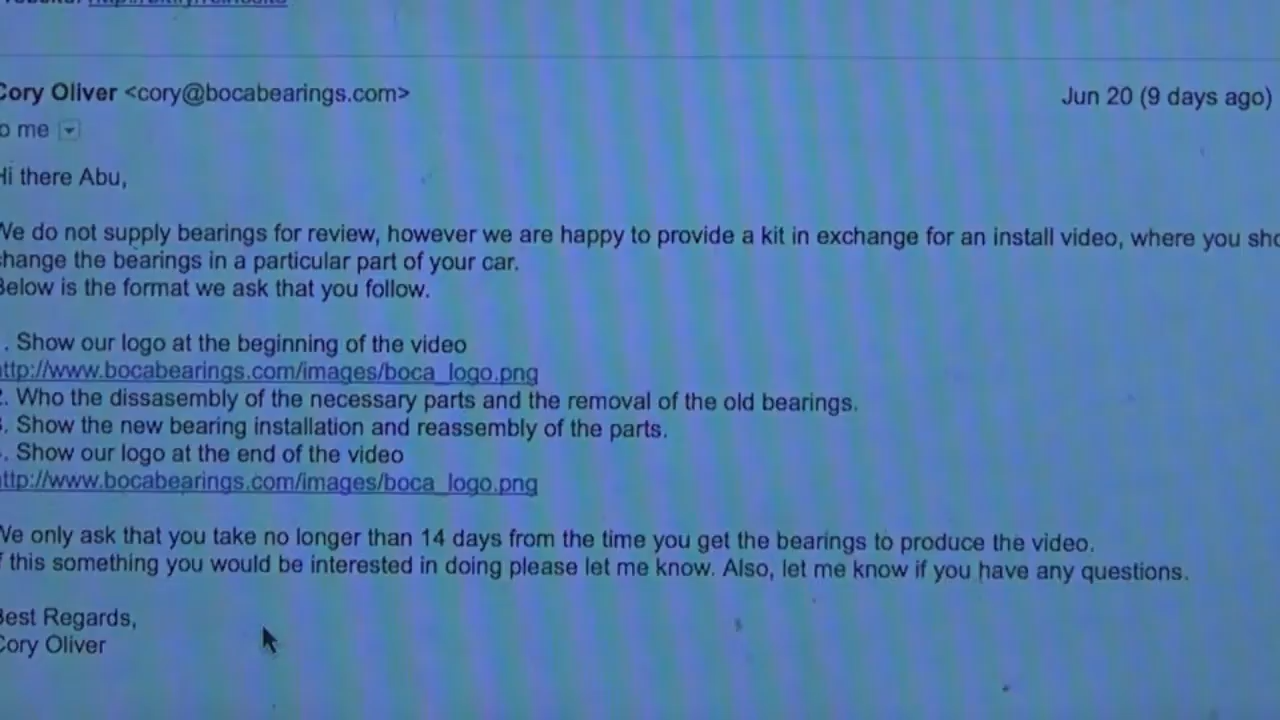 Cory Oliver <cory@bocabearings.com> Jun 20 (9 days ago)
o me
Hi there Abu,
We do not supply bearings for review, however we are happy to provide a kit in exchange for an install video, where you sho
hange the bearings in a particular part of your car.
Below is the format we ask that you follow.
. Show our logo at the beginning of the video
ttp://www.bocabearings.com/images/boca_logo.png
2. Who the dissasembly of the necessary parts and the removal of the old bearings.
3. Show the new bearing installation and reassembly of the parts.
. Show our logo at the end of the video
ttp://www.bocabearings.com/images/boca_logo.png
We only ask that you take no longer than 14 days from the time you get the bearings to produce the video.
f this something you would be interested in doing please let me know. Also, let me know if you have any questions.
Best Regards,
Cory Oliver